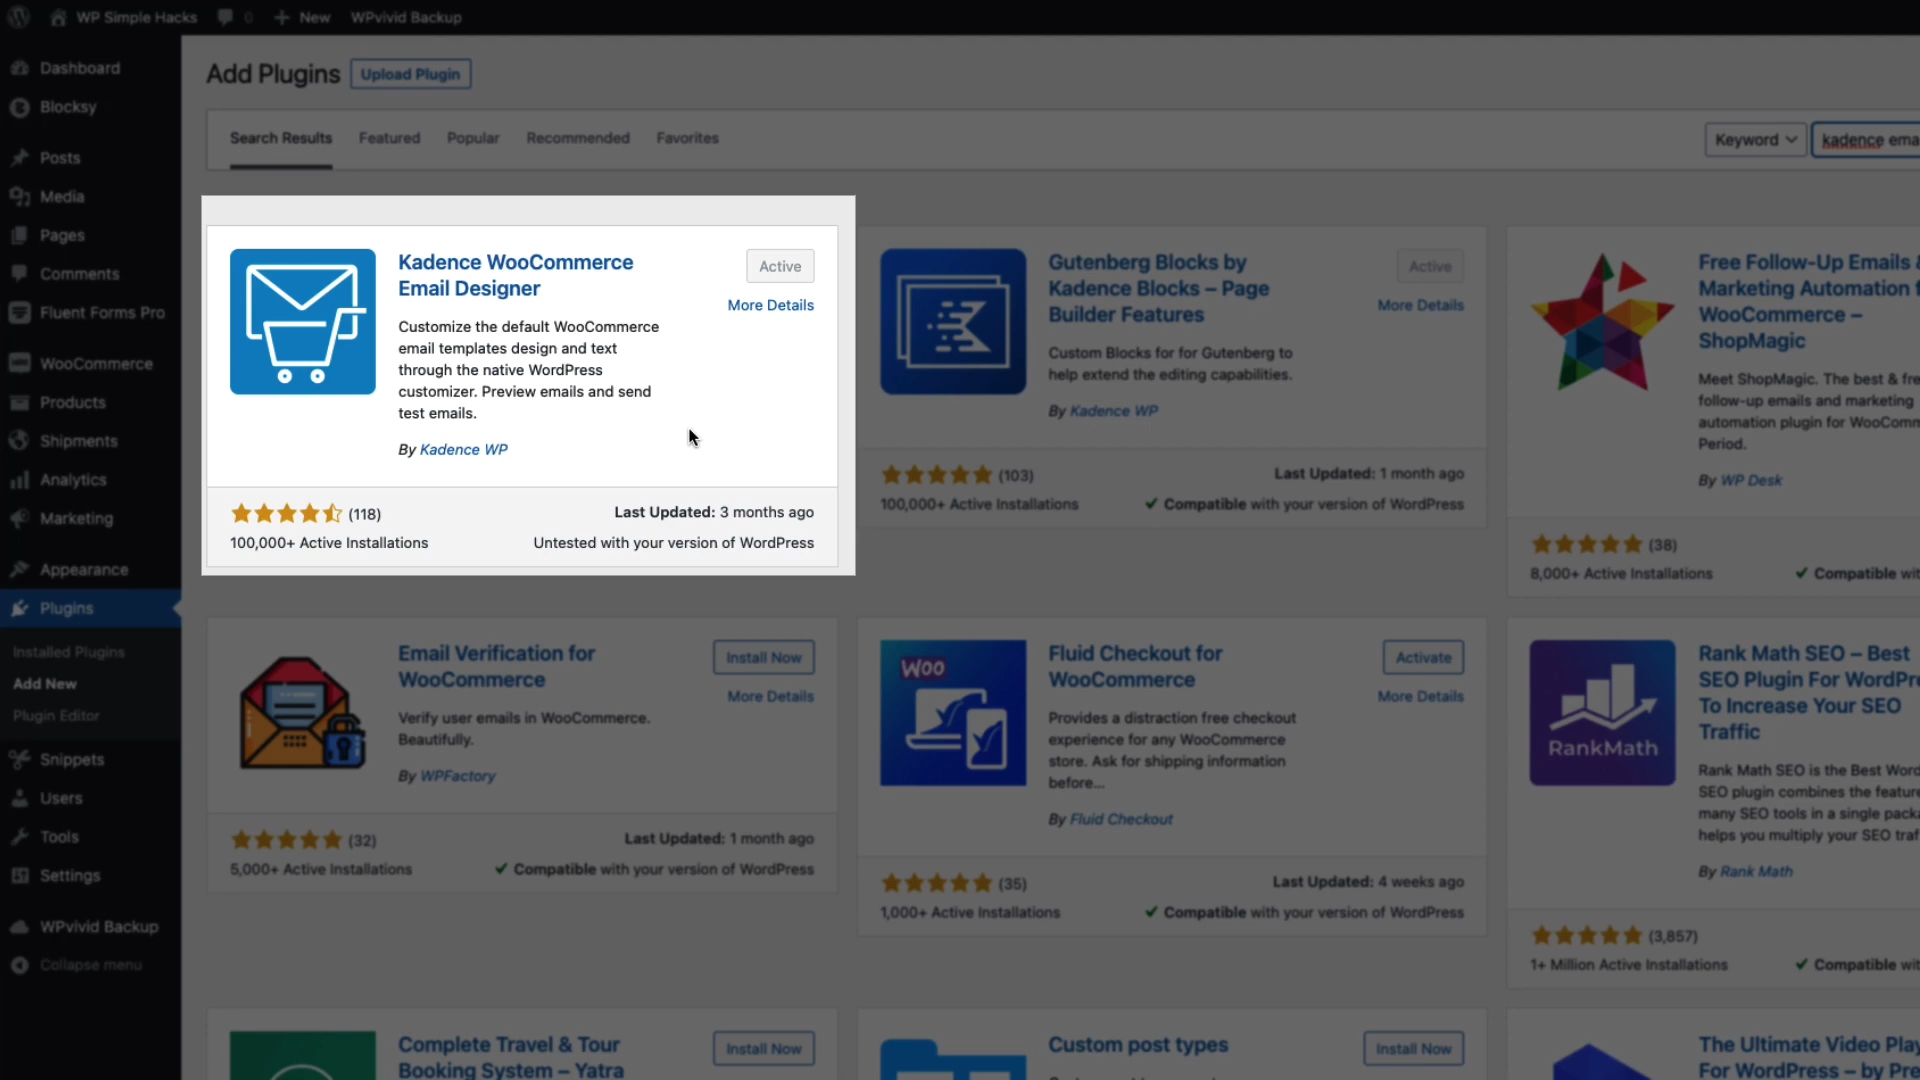 WP Simple Hacks 0 New WPvivid Backup
Dashboard
Blocksy
Posts
Media
Pages
Comments
Fluent Forms Pro
WooCommerce
Products
Shipments
Analytics
Marketing
Appearance
Plugins
Installed Plugins
Add New
Plugin Editor
Snippets
Users
Tools
Settings
WPvivid Backup
Collapse menu
Add Plugins Upload Plugin
Search Results Featured Popular Recommended Favorites Keyword kadence ema
Kadence WooCommerce
Email Designer
Active
More Details
Customize the default WooCommerce
email templates design and text
through the native WordPress
customizer. Preview emails and send
test emails.
By Kadence WP
(118)
Last Updated: 3 months ago
100,000+ Active Installations
Untested with your version of WordPress
Gutenberg Blocks by
Kadence Blocks – Page
Builder Features
Active
More Details
Custom Blocks for for Gutenberg to
help extend the editing capabilities.
By Kadence WP
(103)
Last Updated: 1 month ago
100,000+ Active Installations
Compatible with your version of WordPress
Free Follow-Up Emails &
Marketing Automation f
WooCommerce –
ShopMagic
Meet ShopMagic. The best & fre
follow-up emails and marketing
automation plugin for WooComm
Period.
By WP Desk
(38)
8,000+ Active Installations
Compatible wit
Email Verification for
WooCommerce
Install Now
More Details
Verify user emails in WooCommerce.
Beautifully.
By WPFactory
(32)
Last Updated: 1 month ago
5,000+ Active Installations
Compatible with your version of WordPress
Woo
Fluid Checkout for
WooCommerce
Activate
More Details
Provides a distraction free checkout
experience for any WooCommerce
store. Ask for shipping information
before...
By Fluid Checkout
(35)
Last Updated: 4 weeks ago
1,000+ Active Installations
Compatible with your version of WordPress
RankMath
Rank Math SEO – Best
SEO Plugin For WordPre
To Increase Your SEO
Traffic
Rank Math SEO is the Best Word
SEO plugin combines the feature
many SEO tools in a single packa
helps you multiply your SEO traf
By Rank Math
(3,857)
1+ Million Active Installations
Compatible wit
Complete Travel & Tour
Booking System – Yatra
Install Now
Custom post types
Install Now
The Ultimate Video Play
For WordPress – by Pre